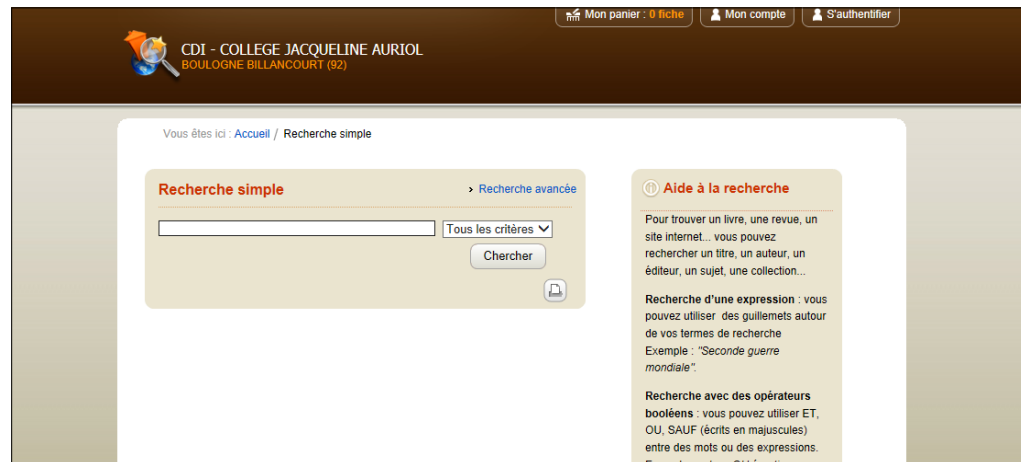 Mon panier : 0 fiche
Mon compte
S'authentifier
CDI - COLLEGE JACQUELINE AURIOL
BOULOGNE BILLANCOURT (92)
Vous êtes ici : Accueil / Recherche simple
Recherche simple
Recherche avancée
Tous les critères
Chercher
Aide à la recherche
Pour trouver un livre, une revue, un
site internet... vous pouvez
rechercher un titre, un auteur, un
éditeur, un sujet, une collection...
Recherche d'une expression : vous
pouvez utiliser des guillemets autour
de vos termes de recherche
Exemple : "Seconde guerre
mondiale".
Recherche avec des opérateurs
booléens : vous pouvez utiliser ET,
OU, SAUF (écrits en majuscules)
entre des mots ou des expressions.